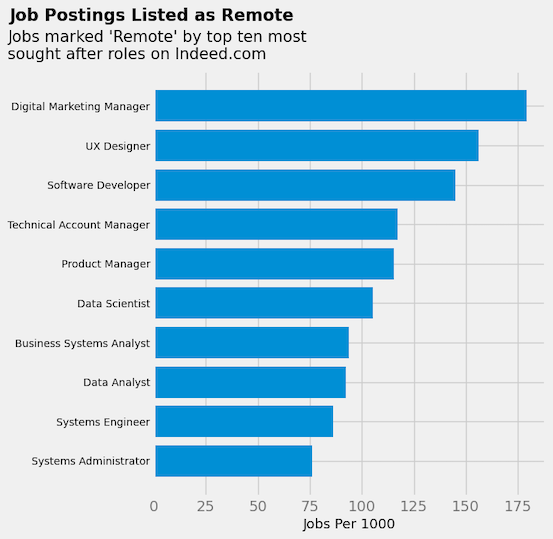 Job Postings Listed as Remote
Jobs marked 'Remote' by top ten most
sought after roles on Indeed.com
Digital Marketing Manager
UX Designer
Software Developer
Technical Account Manager
Product Manager
Data Scientist
Business Systems Analyst
Data Analyst
Systems Engineer
Systems Administrator
0 25 50 75 100 125 150 175
Jobs Per 1000